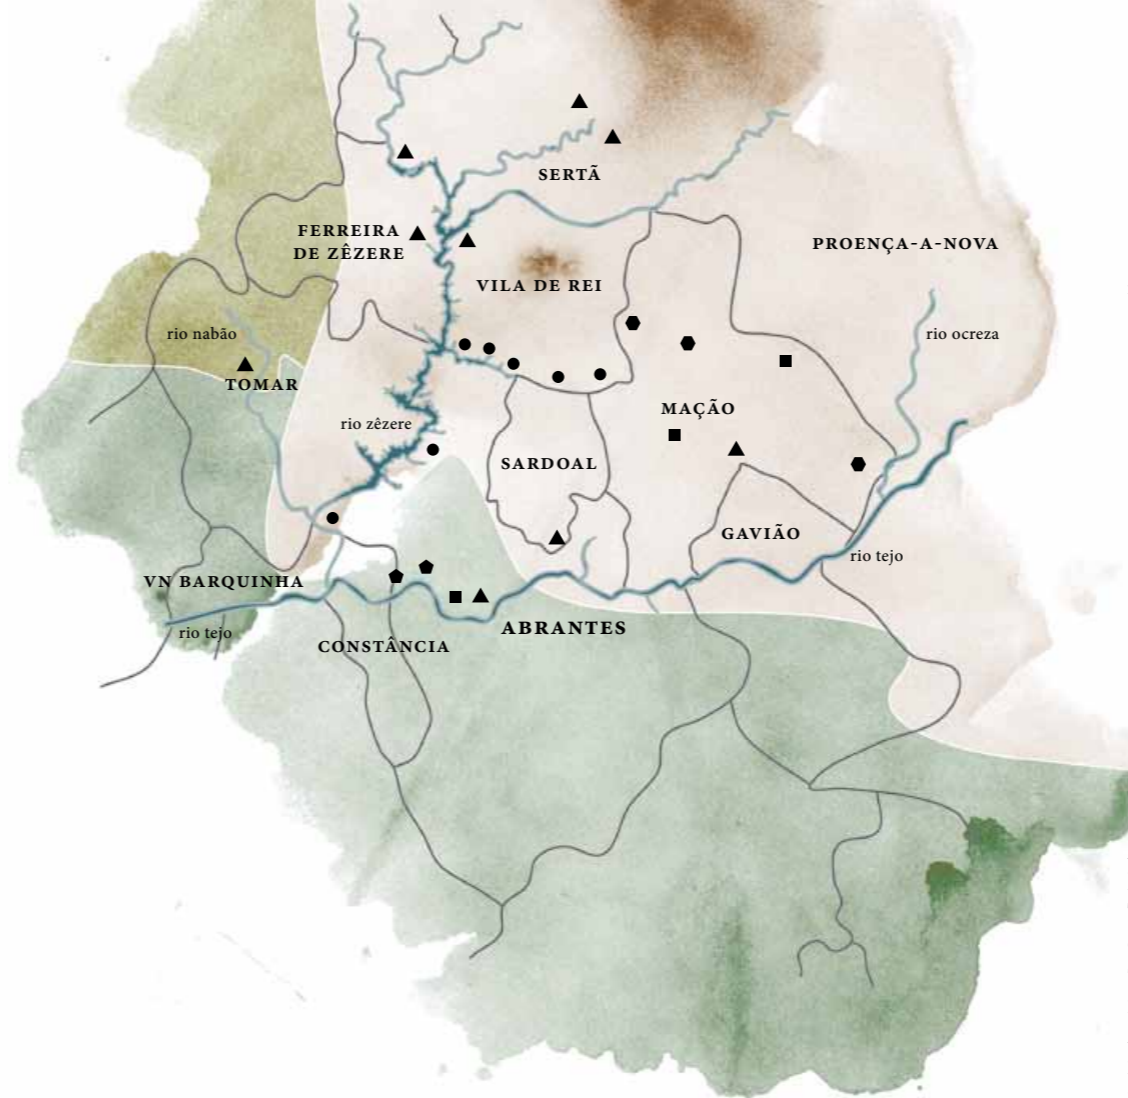 SERTÃ
FERREIRA
DE ZÊZERE
PROENÇA-A-NOVA
VILA DE REI
rio nabão
rio ocreza
TOMAR
MAÇÃO
rio zêzere
SARDOAL
GAVIÃO
rio tejo
VN BARQUINHA
ABRANTES
rio tejo
CONSTÂNCIA